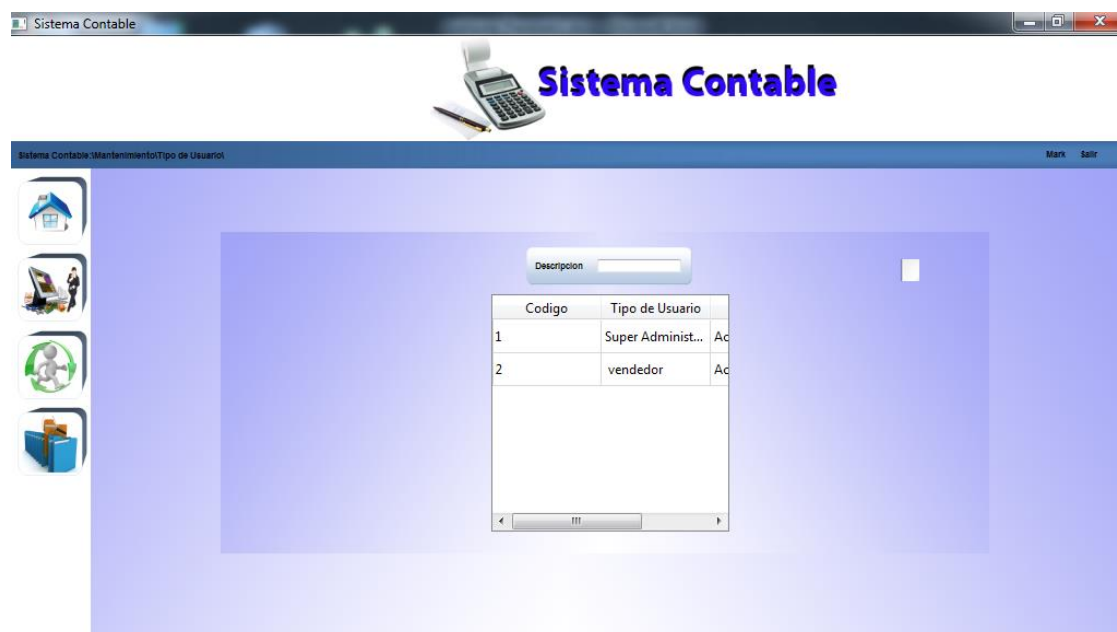 Sistema Contable
Sistema Contable
Sistema Contable:\Mantenimiento\Tipo de Usuario\
Mark Salir
Descripcion
Codigo Tipo de Usuario
1 Super Administ... Ac
2 vendedor Ac